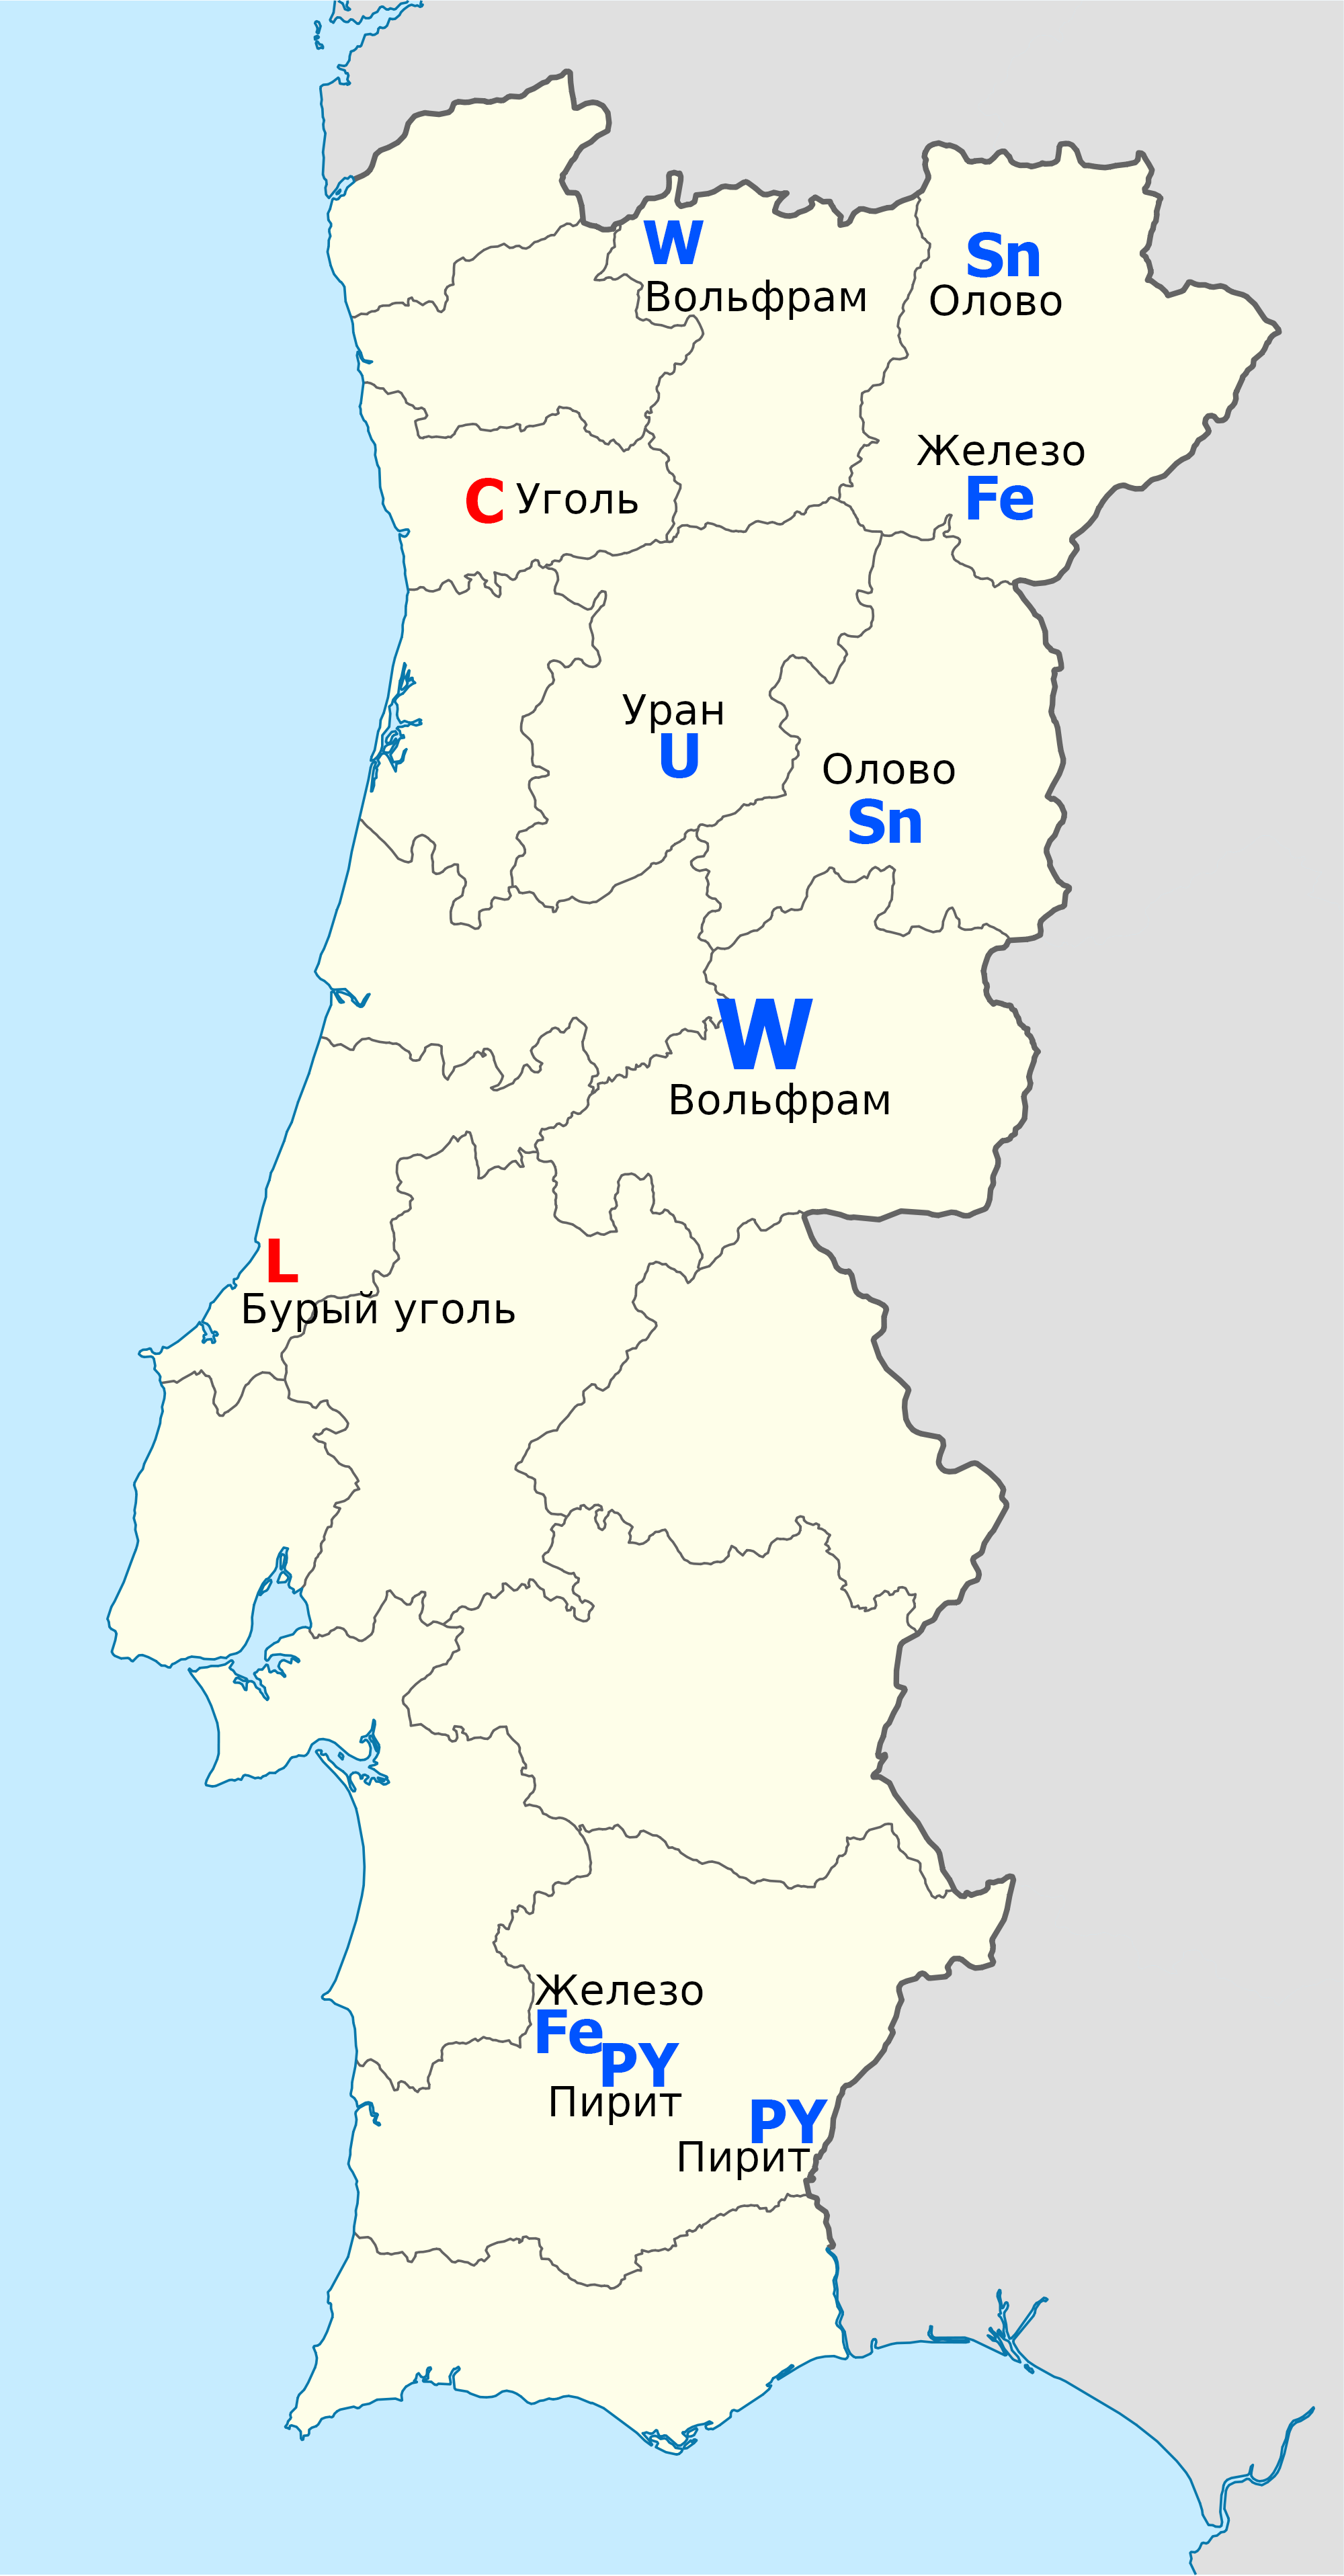 W
Вольфрам
Sn
Олово
Железо
Fe
C Уголь
Уран
U
Олово
Sn
W
Вольфрам
L
Бурый уголь
Железо
Fe
PY
Пирит
PY
Пирит